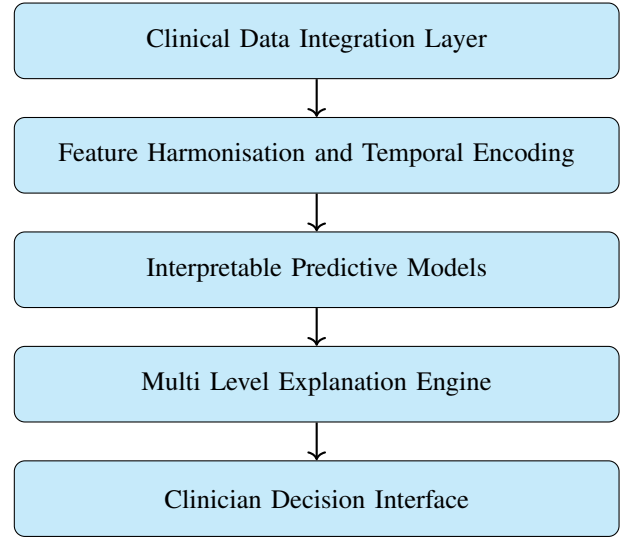 Clinical Data Integration Layer
Feature Harmonisation and Temporal Encoding
Interpretable Predictive Models
Multi Level Explanation Engine
Clinician Decision Interface